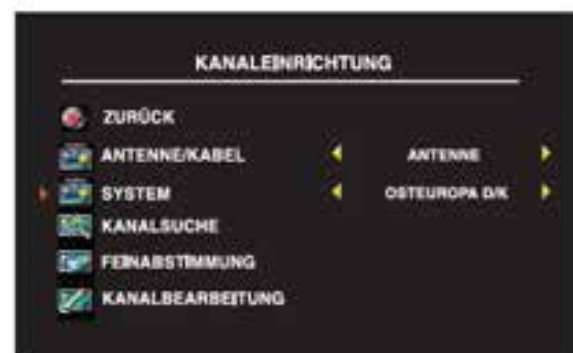 KANALEINRICHTUNG
ZURÜCK
ANTENNE/KABEL ANTENNE
SYSTEM OSTEUROPA D/K
KANALSUCHE
FEINABSTIMMUNG
KANALBEARBEITUNG